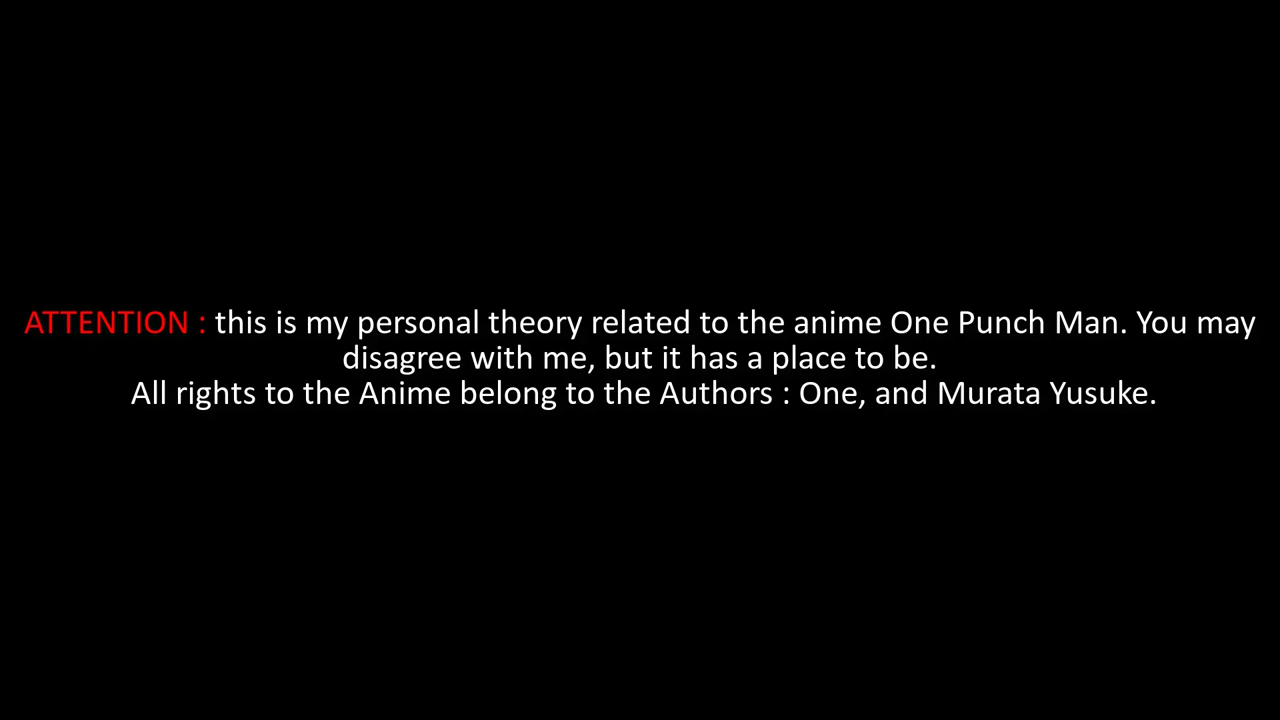 ATTENTION : this is my personal theory related to the anime One Punch Man. You may
disagree with me, but it has a place to be.
All rights to the Anime belong to the Authors : One, and Murata Yusuke.